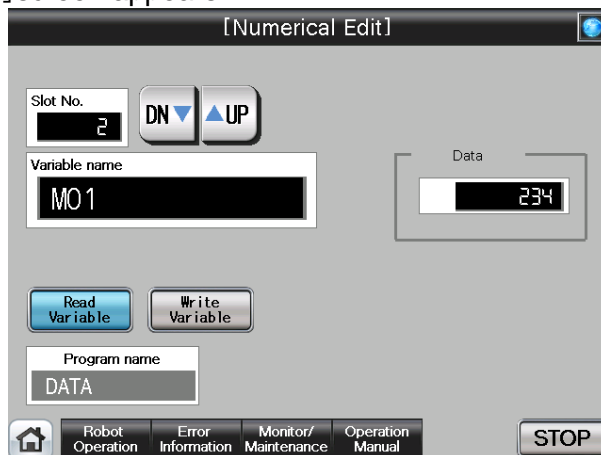 [Numerical Edit]
Slot No.
2
DN▼
▲UP
Variable name
M01
Data
234
Read
Variable
Write
Variable
Program name
DATA
Robot
Operation
Error
Information
Monitor/
Maintenance
Operation
Manual
STOP